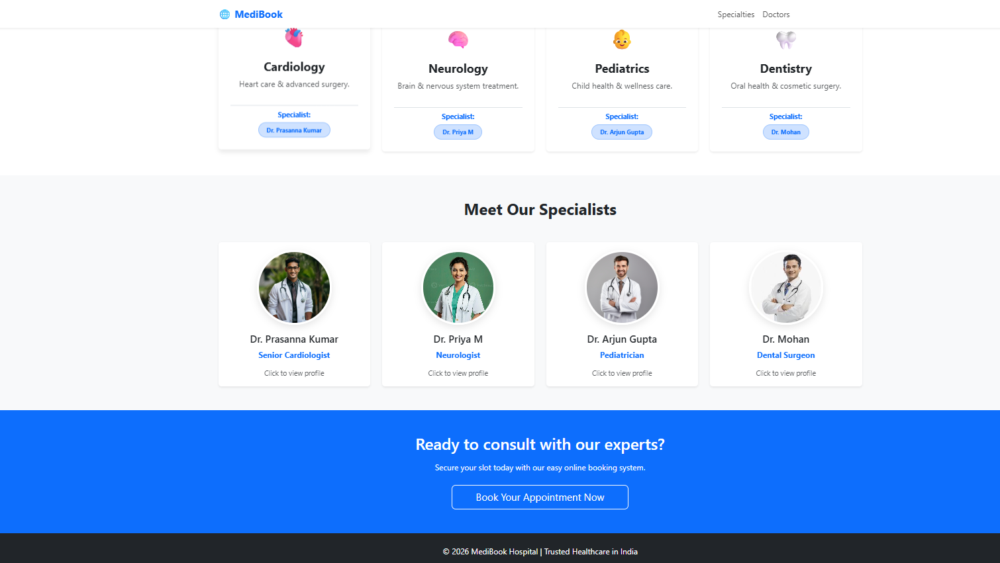 MediBook
Specialties Doctors
Cardiology
Heart care & advanced surgery.
Specialist:
Dr. Prasanna Kumar
Neurology
Brain & nervous system treatment.
Specialist:
Dr. Priya M
Pediatrics
Child health & wellness care.
Specialist:
Dr. Arjun Gupta
Dentistry
Oral health & cosmetic surgery.
Specialist:
Dr. Mohan
Meet Our Specialists
Dr. Prasanna Kumar
Senior Cardiologist
Click to view profile
Dr. Priya M
Neurologist
Click to view profile
Dr. Arjun Gupta
Pediatrician
Click to view profile
Dr. Mohan
Dental Surgeon
Click to view profile
Ready to consult with our experts?
Secure your slot today with our easy online booking system.
Book Your Appointment Now
© 2026 MediBook Hospital | Trusted Healthcare in India